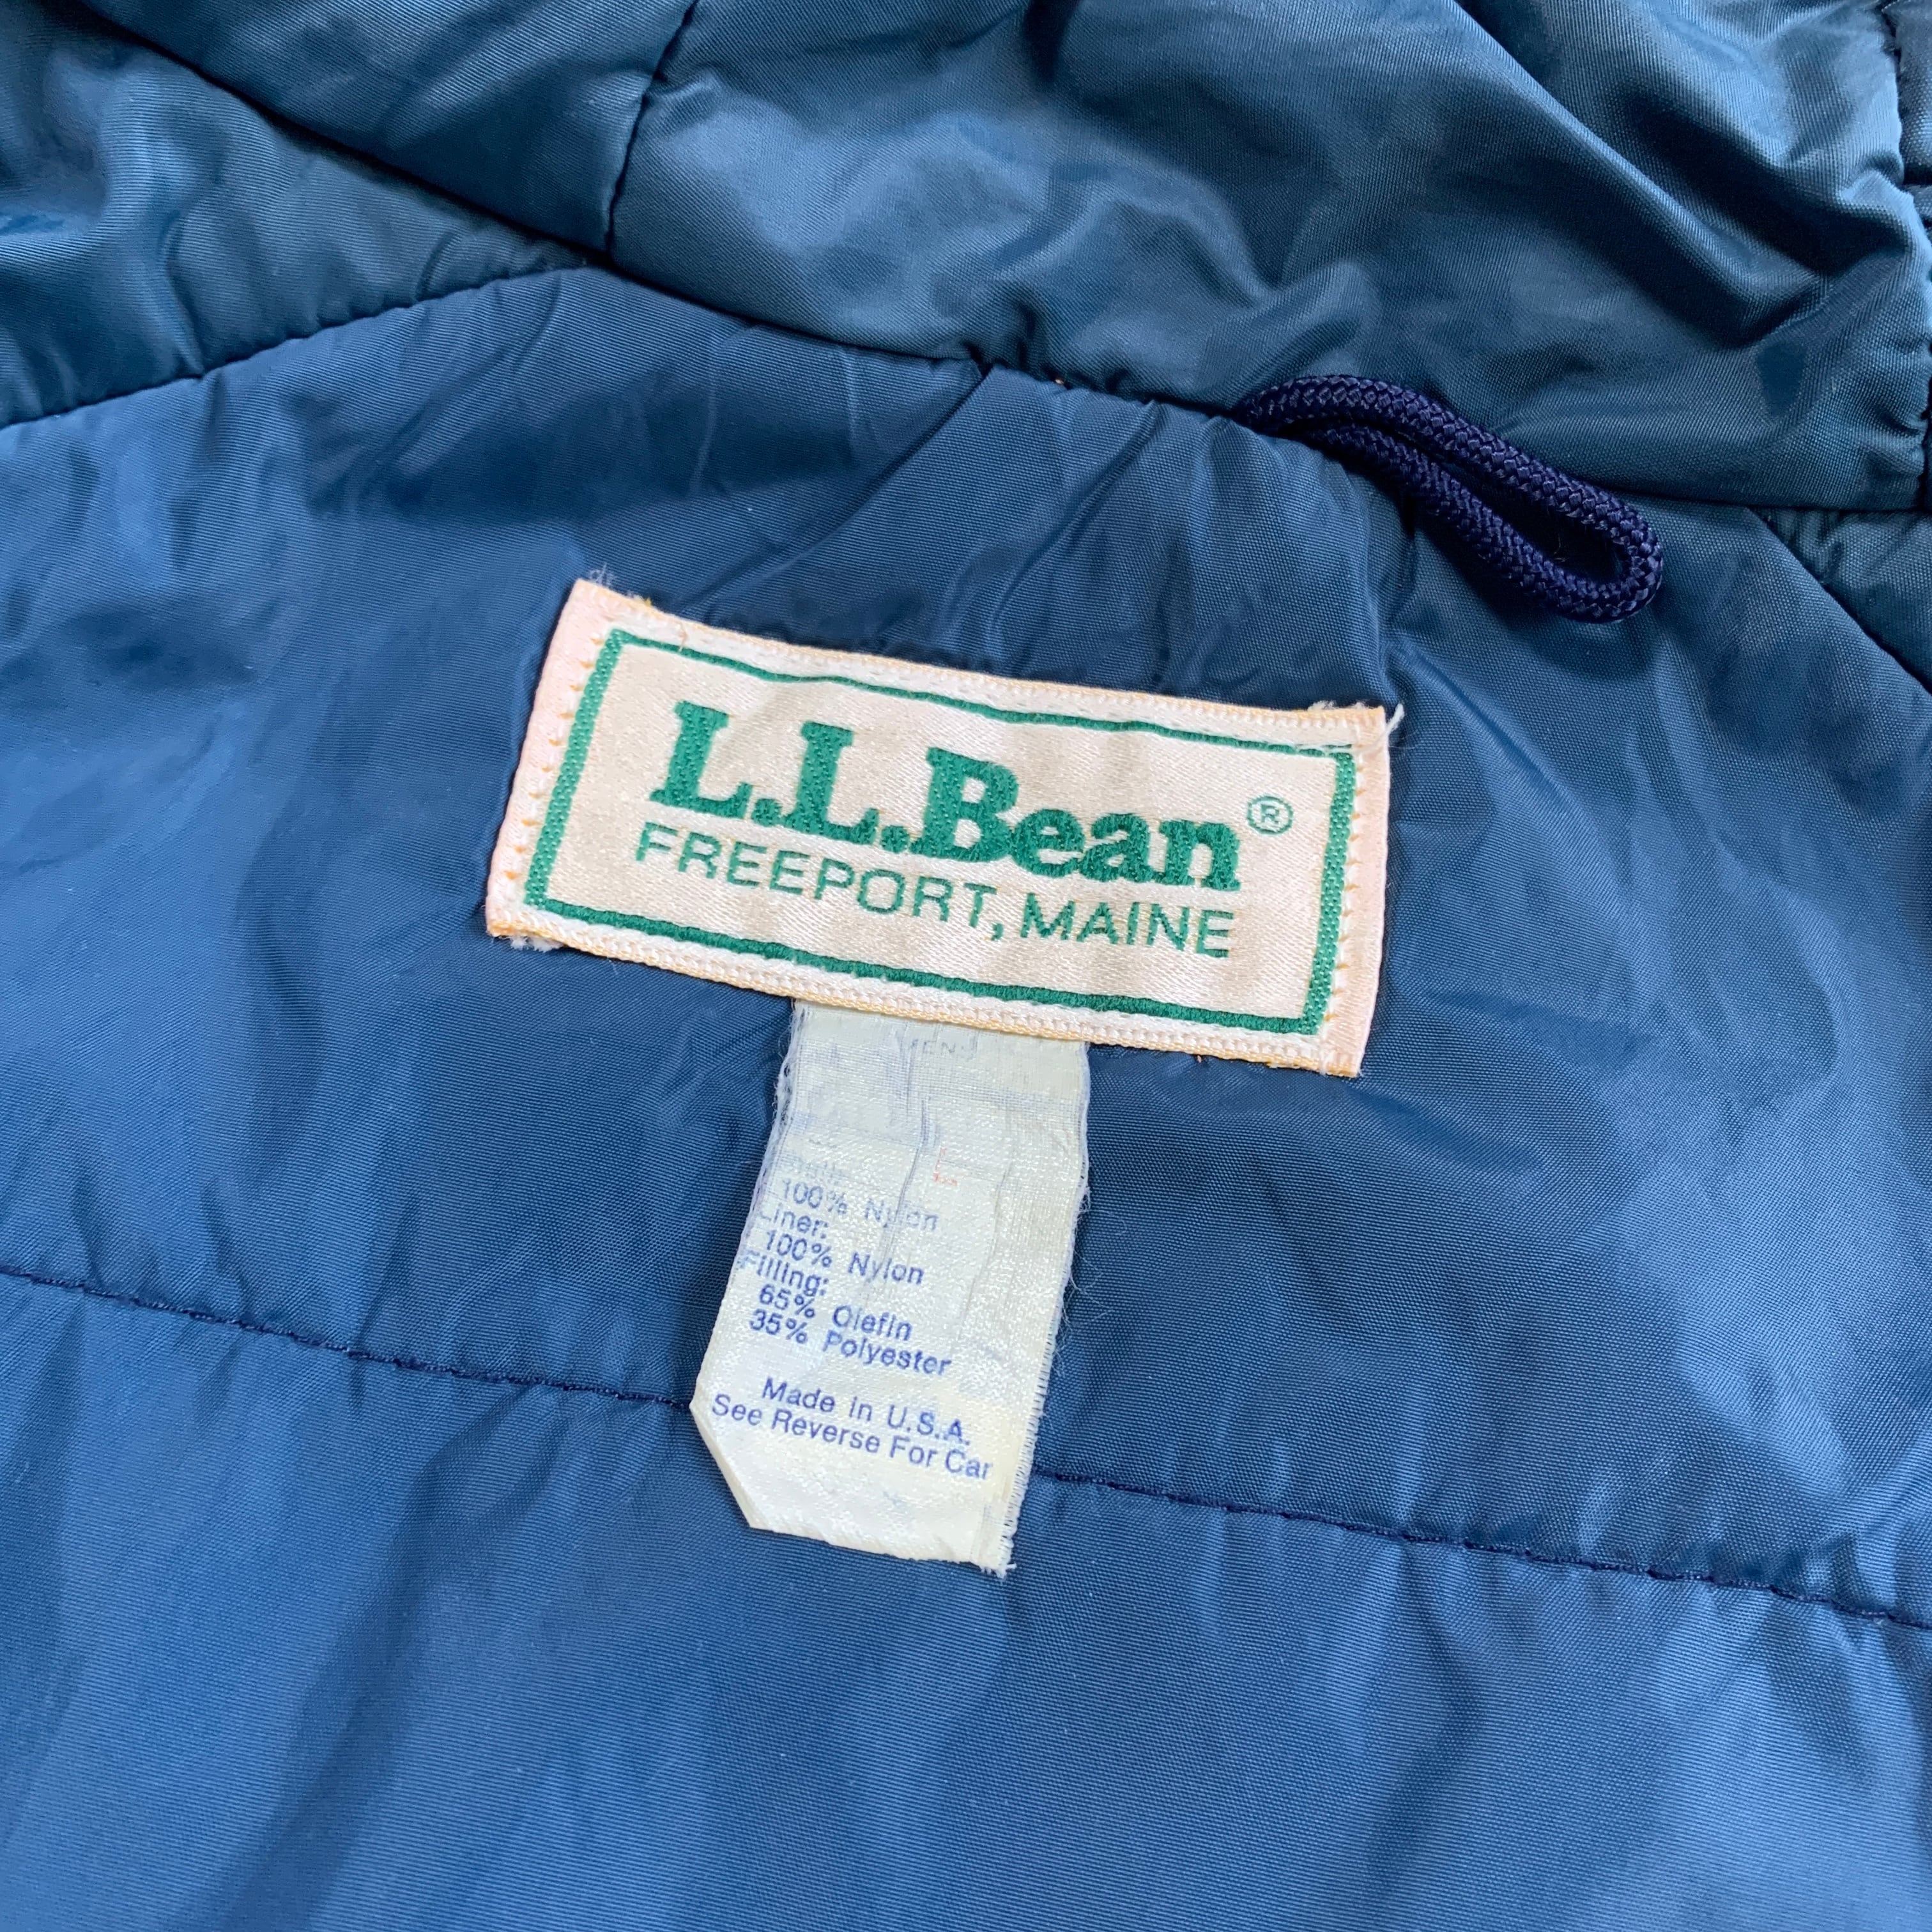 L.L.Bean®
FREEPORT, MAINE
L
100% Nylon
Liner:
100% Nylon
Filling:
65% Olefin
35% Polyester
Made in U.S.A.
See Reverse For Car